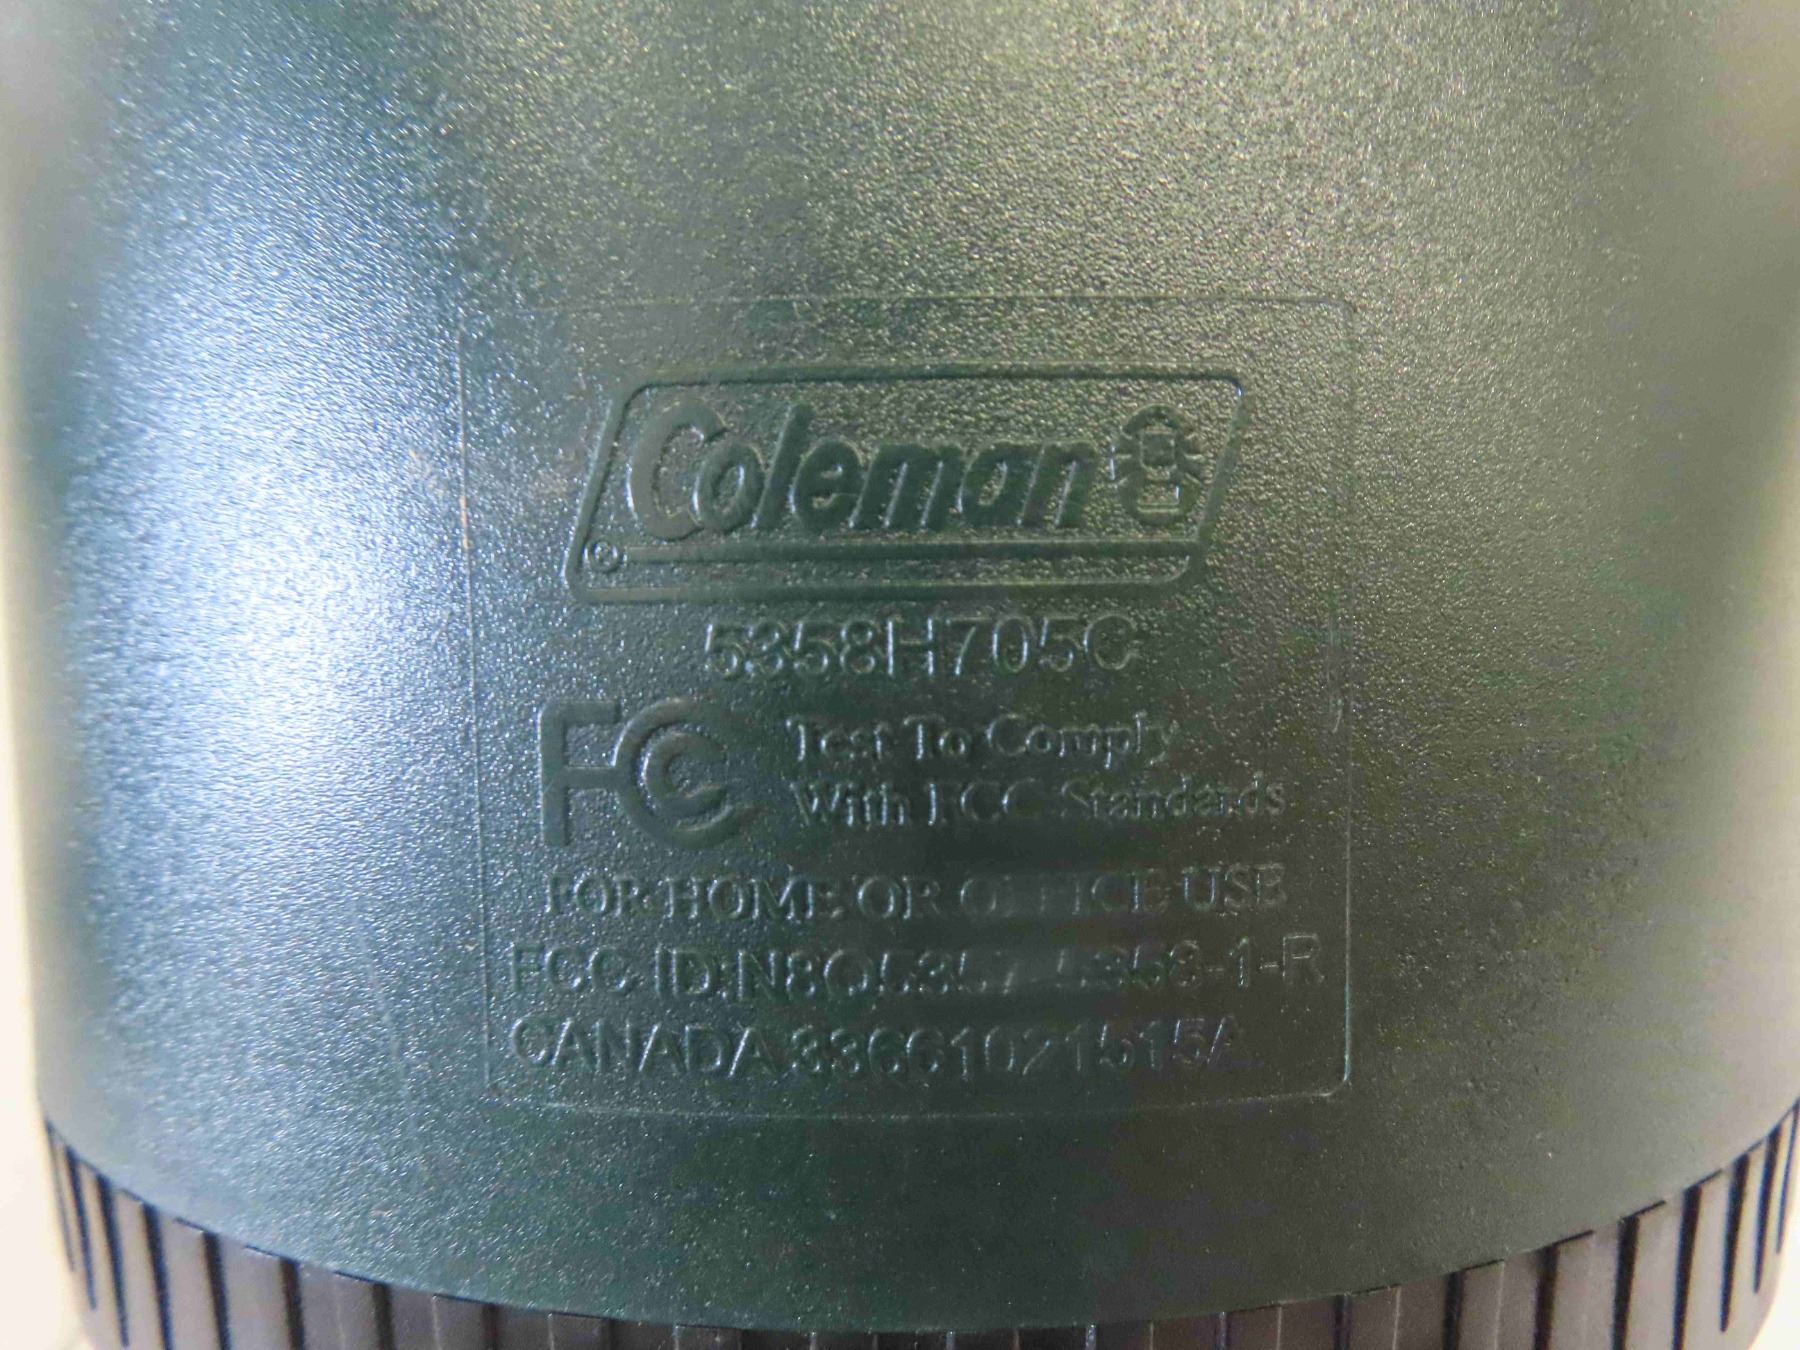 Coleman
®
5358H705C
FC Test To Comply
With FCC Standards
FOR HOME OR OFFICE USE
FCC ID:N8Q5357-5358-1-R
CANADA 33661021515A